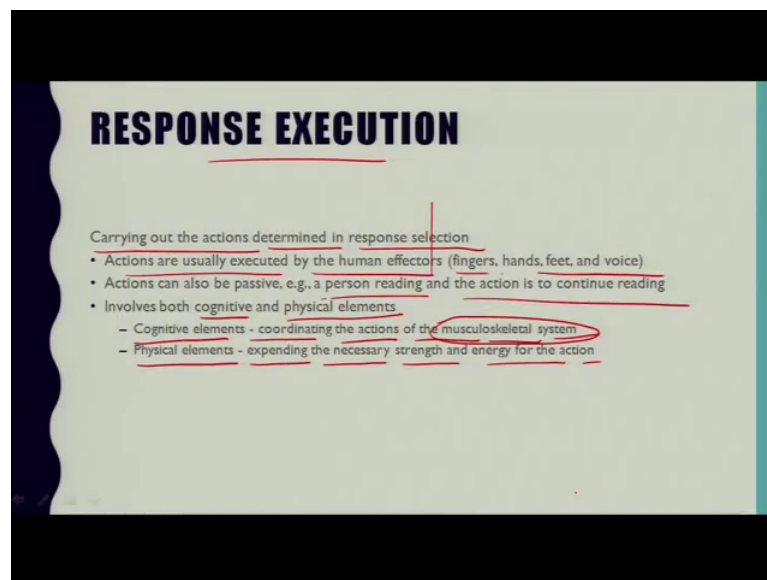 RESPONSE EXECUTION
Carrying out the actions determined in response selection
• Actions are usually executed by the human effectors (fingers, hands, feet, and voice)
• Actions can also be passive, e.g., a person reading and the action is to continue reading
• Involves both cognitive and physical elements
– Cognitive elements - coordinating the actions of the musculoskeletal system
– Physical elements - expending the necessary strength and energy for the action